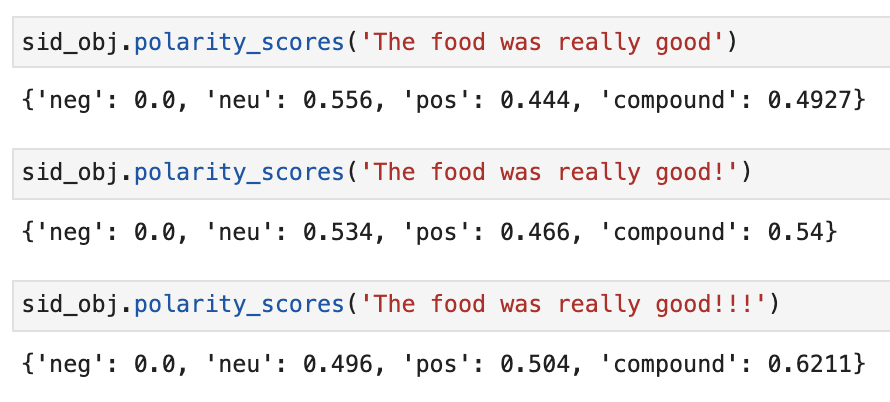 sid_obj.polarity_scores('The food was really good')
{'neg': 0.0, 'neu': 0.556, 'pos': 0.444, 'compound': 0.4927}
sid_obj.polarity_scores('The food was really good!')
{'neg': 0.0, 'neu': 0.534, 'pos': 0.466, 'compound': 0.54}
sid_obj.polarity_scores('The food was really good!!!')
{'neg': 0.0, 'neu': 0.496, 'pos': 0.504, 'compound': 0.6211}